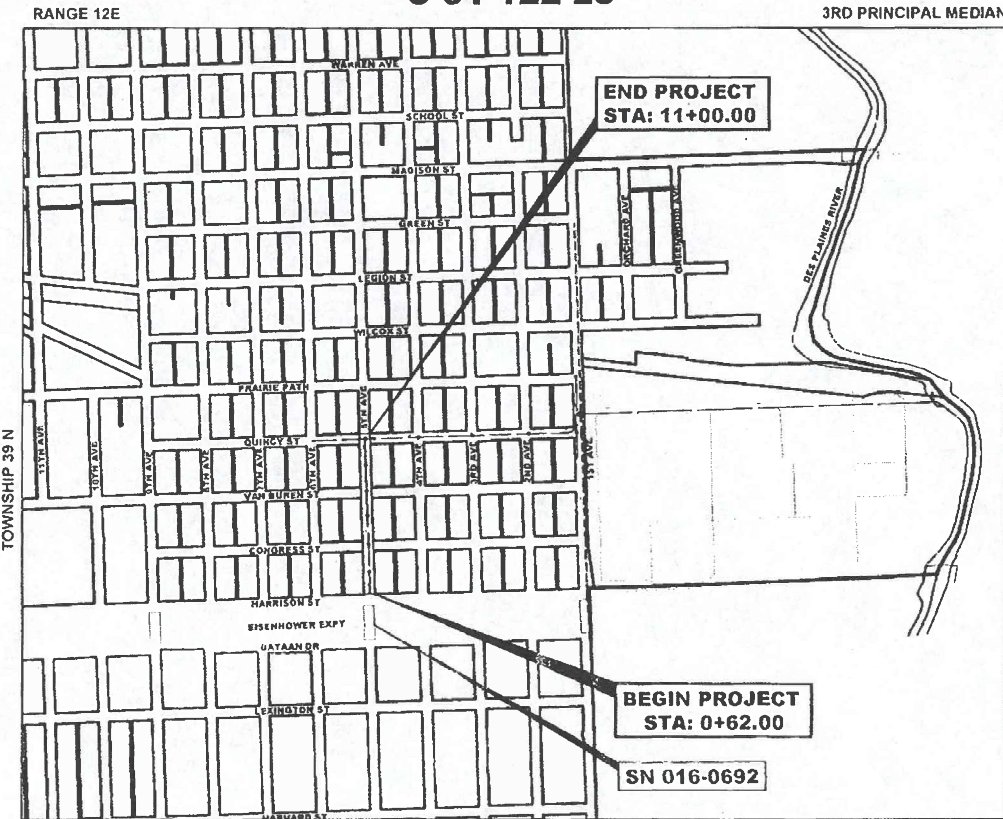 RANGE 12E
3RD PRINCIPAL MEDIAN
WARREN AVE
END PROJECT
STA: 11+00.00
SCHOOL ST
MADISON ST
GREEN ST
ORCHARD AVE
GREENWOOD AVE
DES PLAINES RIVER
LEGION ST
WILCOX ST
PRAIRIE PATH
5TH AVE
QUINCY ST
11TH AVE
10TH AVE
9TH AVE
8TH AVE
7TH AVE
6TH AVE
4TH AVE
3RD AVE
2ND AVE
1ST AVE
TOWNSHIP 39 N
VAN BUREN ST
CONGRESS ST
HARRISON ST
EISENHOWER EXPY
BATAAN DR
BEGIN PROJECT
STA: 0+62.00
LEXINGTON ST
SN 016-0692
HARVARD ST